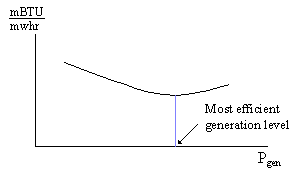 mBTU
mwhr
Most efficient
generation level
Pgen